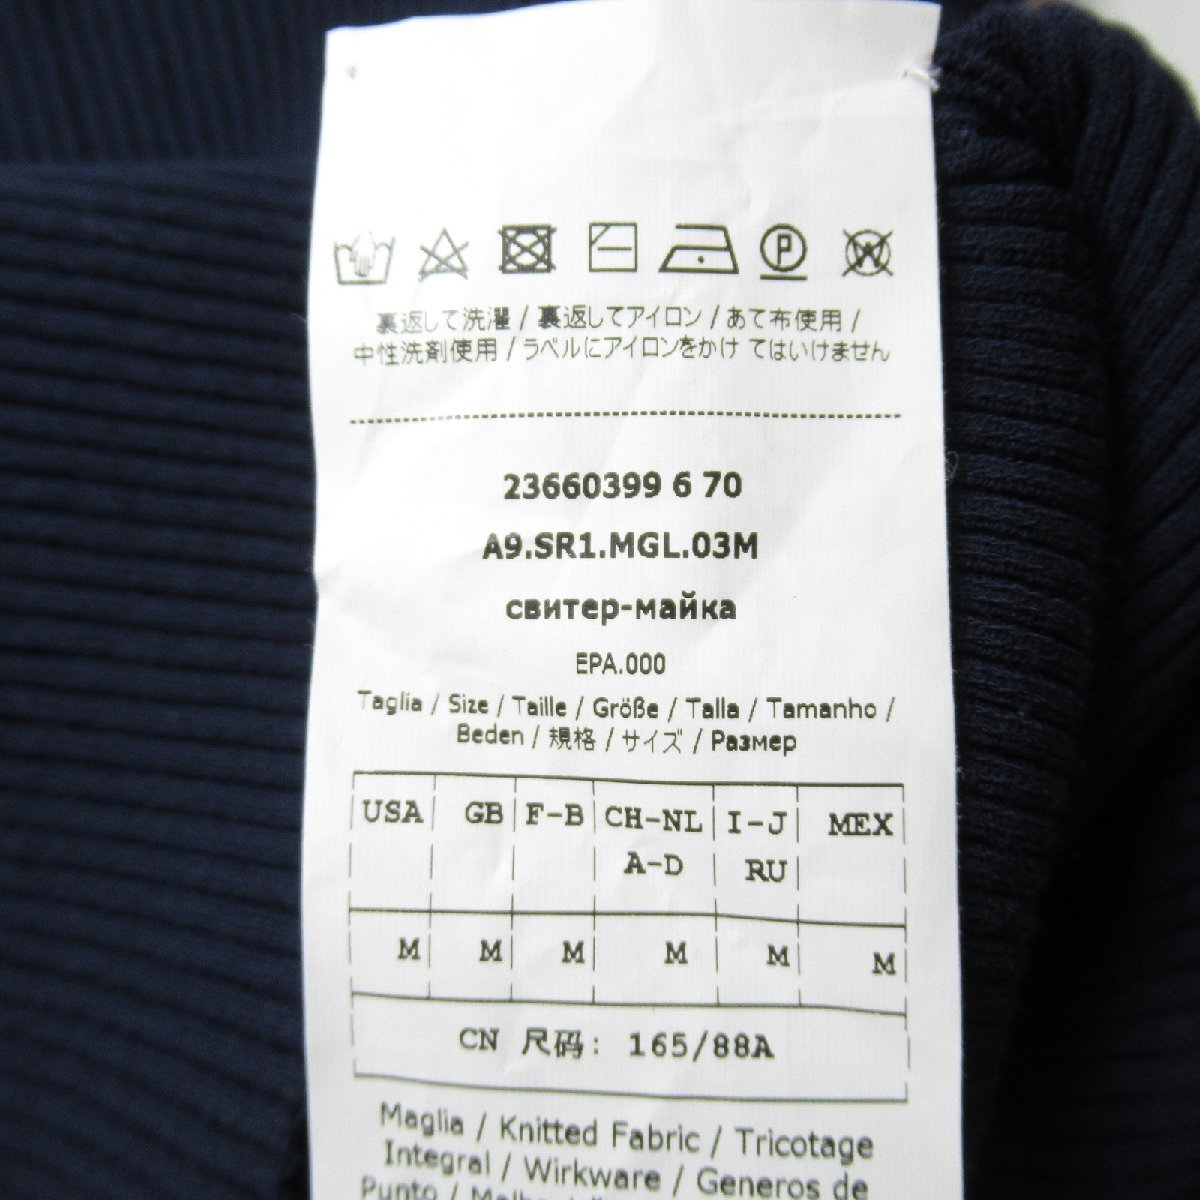 P W
裏返して洗濯 / 裏返してアイロン / あて布使用 /
中性洗剤使用 / ラベルにアイロンをかけ てはいけません
23660399 6 70
A9.SR1.MGL.03M
свитер-майка
EPA.000
Taglia / Size / Taille / Größe / Talla / Tamanho /
Beden / 規格 / サイズ / Размер
USA GB F-B CH-NL I-J MEX
A-D RU
M M M M M M
CN 尺码: 165/88A
Maglia / Knitted Fabric / Tricotage
Integral / Wirkware / Generos de
Punto /